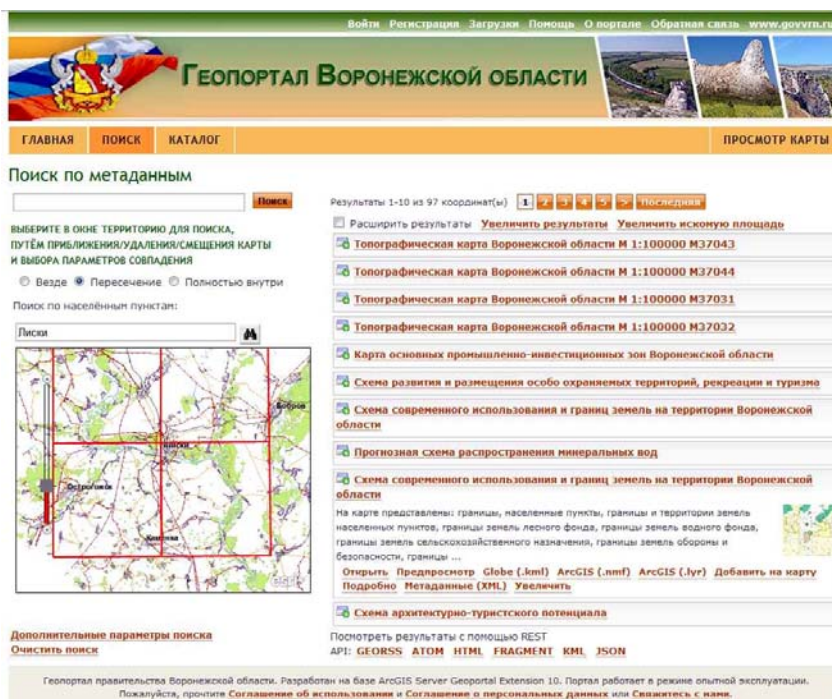 Войти Регистрация Загрузки Помощь О портале Обратная связь www.govvrn.ru
Геопортал Воронежской области
ГЛАВНАЯ ПОИСК КАТАЛОГ ПРОСМОТР КАРТЫ
Поиск по метаданным
Поиск
ВЫБЕРИТЕ В ОКНЕ ТЕРРИТОРИЮ ДЛЯ ПОИСКА,
ПУТЁМ ПРИБЛИЖЕНИЯ/УДАЛЕНИЯ/СМЕЩЕНИЯ КАРТЫ
И ВЫБОРА ПАРАМЕТРОВ СОВПАДЕНИЯ
Везде Пересечение Полностью внутри
Поиск по населённым пунктам:
Лиски
Бобров
Лиски
Острогожск
Каменка
esri
Дополнительные параметры поиска
Очистить поиск
Результаты 1-10 из 97 координат(ы) 1 2 3 4 5 > Последняя
Расширить результаты Увеличить результаты Увеличить искомую площадь
Топографическая карта Воронежской области М 1:100000 М37043
Топографическая карта Воронежской области М 1:100000 М37044
Топографическая карта Воронежской области М 1:100000 М37031
Топографическая карта Воронежской области М 1:100000 М37032
Карта основных промышленно-инвестиционных зон Воронежской области
Схема развития и размещения особо охраняемых территорий, рекреации и туризма
Схема современного использования и границ земель на территории Воронежской
области
Прогнозная схема распространения минеральных вод
Схема современного использования и границ земель на территории Воронежской
области
На карте представлены: границы, населенные пункты, границы и территории земель
населенных пунктов, границы земель лесного фонда, границы земель водного фонда,
границы земель сельскохозяйственного назначения, границы земель обороны и
безопасности, границы ...
Открыть Предпросмотр Globe (.kml) ArcGIS (.nmf) ArcGIS (.lyr) Добавить на карту
Подробно Метаданные (XML) Увеличить
Схема архитектурно-туристского потенциала
Посмотреть результаты с помощью REST
API: GEORSS ATOM HTML FRAGMENT KML JSON
Геопортал правительства Воронежской области. Разработан на базе ArcGIS Server Geoportal Extension 10. Портал работает в режиме опытной эксплуатации.
Пожалуйста, прочтите Соглашение об использовании и Соглашение о персональных данных или Свяжитесь с нами.